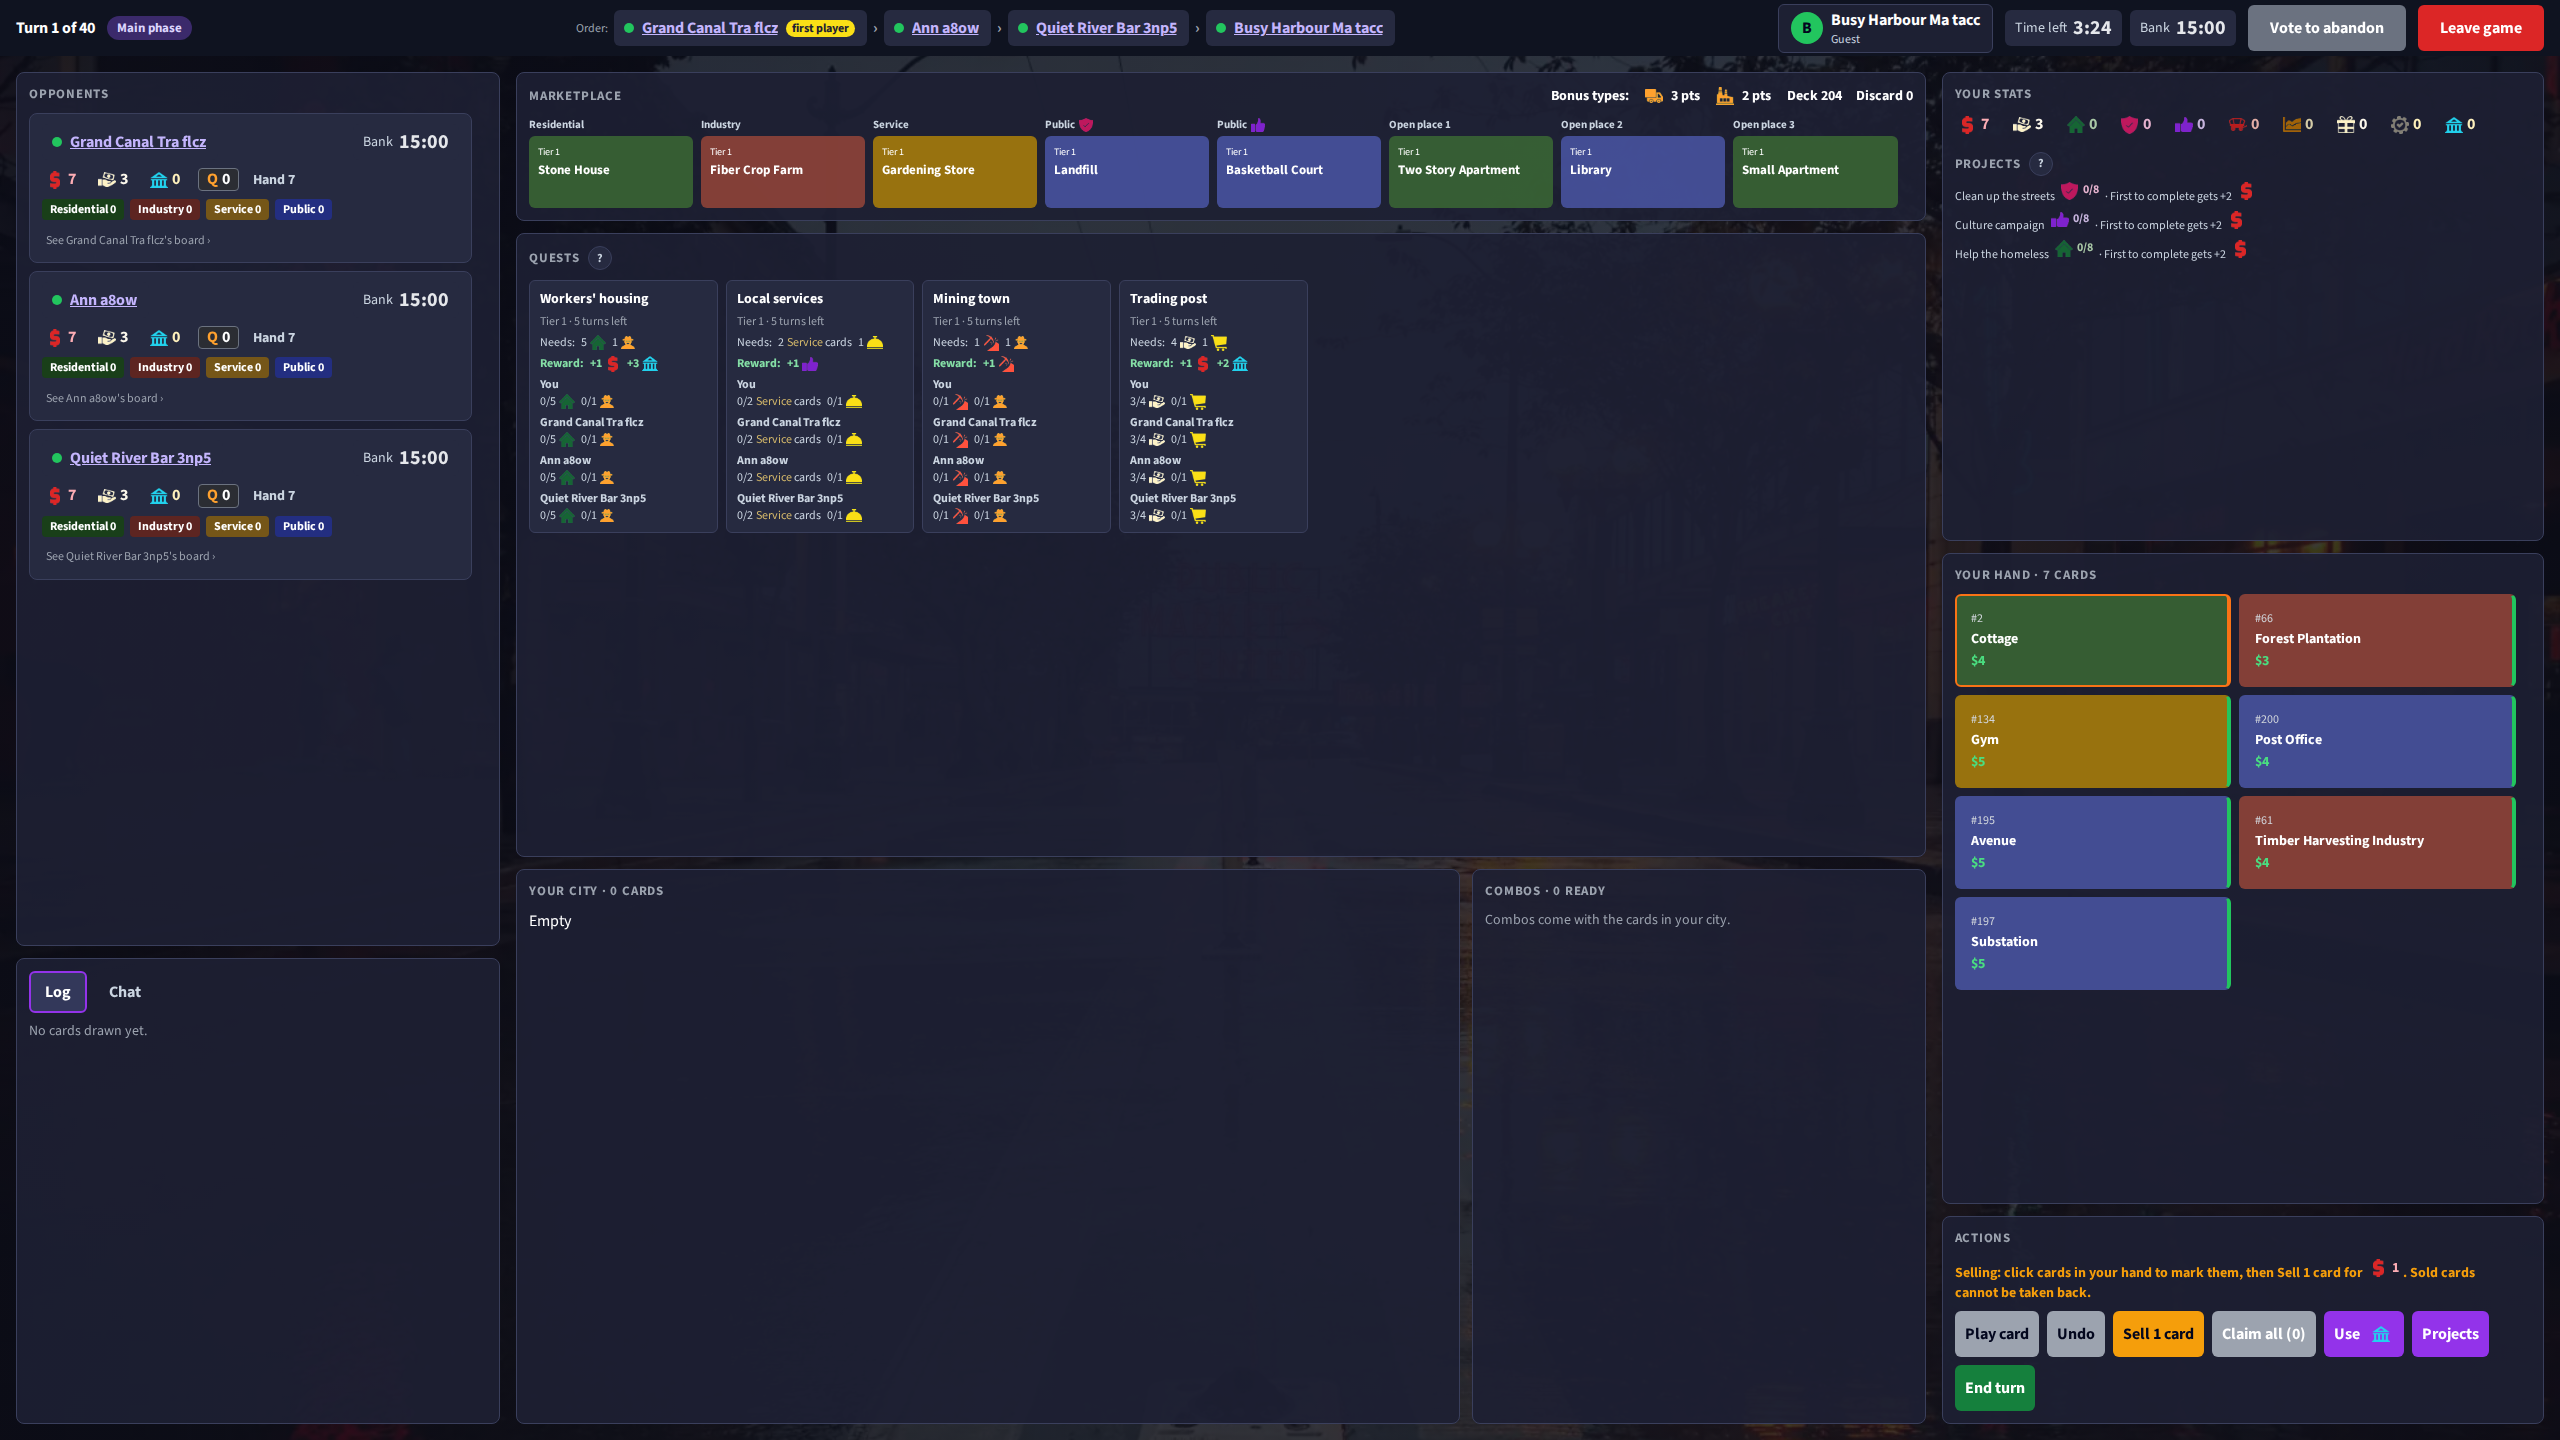 Turn 1 of 40 Main phase
Order: Grand Canal Tra flcz first player › Ann a8ow › Quiet River Bar 3np5 › Busy Harbour Ma tacc
B Busy Harbour Ma tacc
Guest
Time left 3:24 Bank 15:00 Vote to abandon Leave game
OPPONENTS
Grand Canal Tra flcz Bank 15:00
7 3 0 Q 0 Hand 7
Residential 0 Industry 0 Service 0 Public 0
See Grand Canal Tra flcz's board ›
Ann a8ow Bank 15:00
7 3 0 Q 0 Hand 7
Residential 0 Industry 0 Service 0 Public 0
See Ann a8ow's board ›
Quiet River Bar 3np5 Bank 15:00
7 3 0 Q 0 Hand 7
Residential 0 Industry 0 Service 0 Public 0
See Quiet River Bar 3np5's board ›
Log Chat
No cards drawn yet.
MARKETPLACE Bonus types: 3 pts 2 pts Deck 204 Discard 0
Residential Industry Service Public Public Open place 1 Open place 2 Open place 3
Tier 1 Tier 1 Tier 1 Tier 1 Tier 1 Tier 1 Tier 1 Tier 1
Stone House Fiber Crop Farm Gardening Store Landfill Basketball Court Two Story Apartment Library Small Apartment
QUESTS ?
Workers' housing
Tier 1 · 5 turns left
Needs: 5 1
Reward: +1 $ +3
You
0/5 0/1
Grand Canal Tra flcz
0/5 0/1
Ann a8ow
0/5 0/1
Quiet River Bar 3np5
0/5 0/1
Local services
Tier 1 · 5 turns left
Needs: 2 Service cards 1
Reward: +1
You
0/2 Service cards 0/1
Grand Canal Tra flcz
0/2 Service cards 0/1
Ann a8ow
0/2 Service cards 0/1
Quiet River Bar 3np5
0/2 Service cards 0/1
Mining town
Tier 1 · 5 turns left
Needs: 1 1
Reward: +1
You
0/1 0/1
Grand Canal Tra flcz
0/1 0/1
Ann a8ow
0/1 0/1
Quiet River Bar 3np5
0/1 0/1
Trading post
Tier 1 · 5 turns left
Needs: 4 1
Reward: +1 $ +2
You
3/4 0/1
Grand Canal Tra flcz
3/4 0/1
Ann a8ow
3/4 0/1
Quiet River Bar 3np5
3/4 0/1
YOUR CITY · 0 CARDS
Empty
COMBOS · 0 READY
Combos come with the cards in your city.
YOUR STATS
$ 7 3 0 0 0 0 0 0 0 0
PROJECTS ?
Clean up the streets 0/8 · First to complete gets +2 $
Culture campaign 0/8 · First to complete gets +2 $
Help the homeless 0/8 · First to complete gets +2 $
YOUR HAND · 7 CARDS
#2
Cottage
$4
#66
Forest Plantation
$3
#134
Gym
$5
#200
Post Office
$4
#195
Avenue
$5
#61
Timber Harvesting Industry
$4
#197
Substation
$5
ACTIONS
Selling: click cards in your hand to mark them, then Sell 1 card for $ 1 . Sold cards
cannot be taken back.
Play card Undo Sell 1 card Claim all (0) Use Projects
End turn